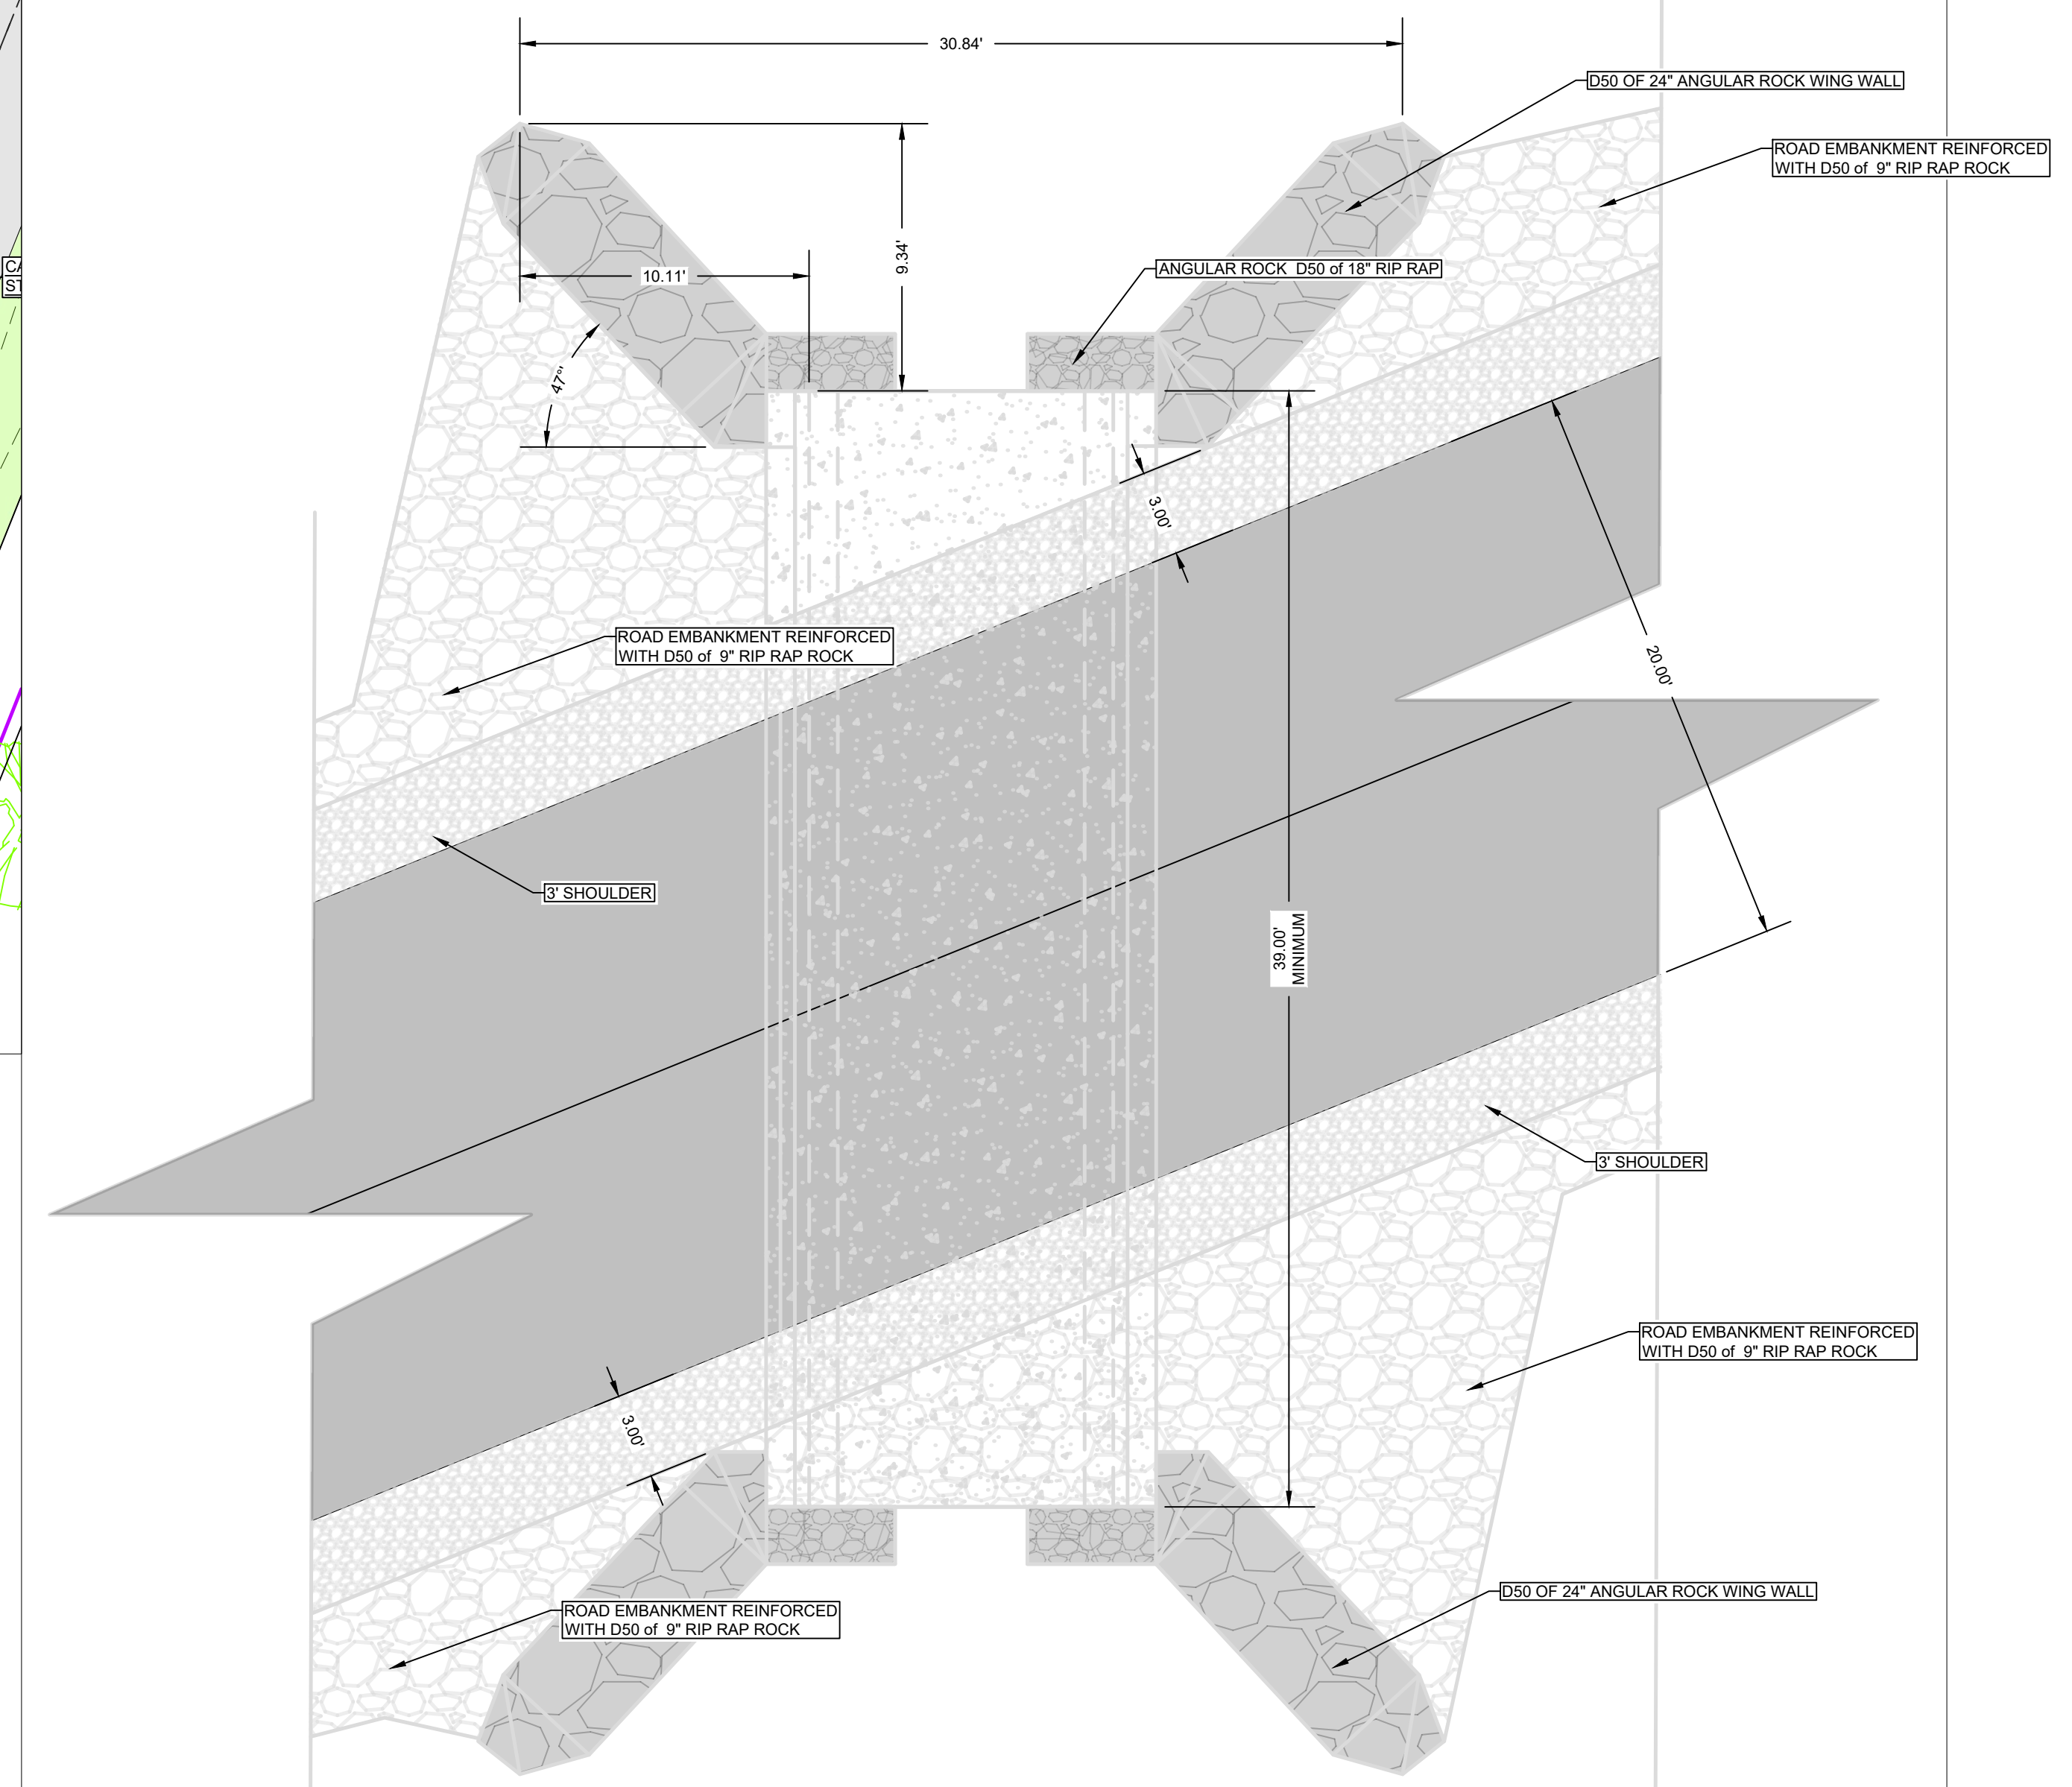 30.84'
D50 OF 24" ANGULAR ROCK WING WALL
ROAD EMBANKMENT REINFORCED
WITH D50 of 9" RIP RAP ROCK
9.34'
CA
ST
10.11'
ANGULAR ROCK D50 of 18" RIP RAP
47°
3.00'
ROAD EMBANKMENT REINFORCED
WITH D50 of 9" RIP RAP ROCK
20.00'
3' SHOULDER
39.00'
MINIMUM
3' SHOULDER
ROAD EMBANKMENT REINFORCED
WITH D50 of 9" RIP RAP ROCK
3.00'
D50 OF 24" ANGULAR ROCK WING WALL
ROAD EMBANKMENT REINFORCED
WITH D50 of 9" RIP RAP ROCK